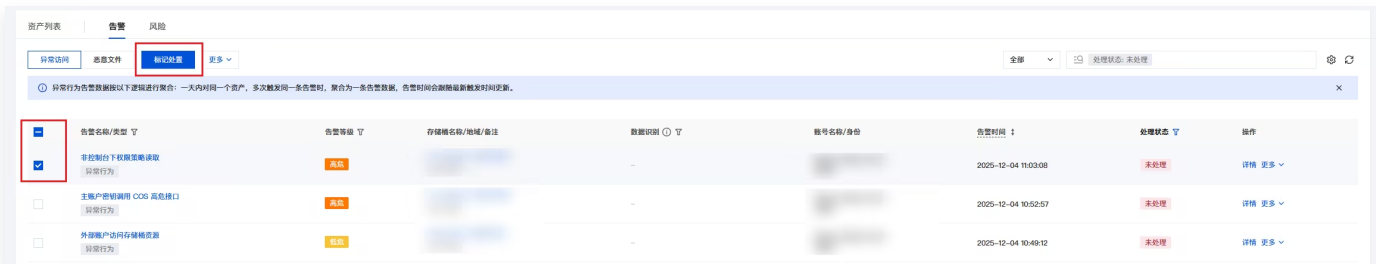 资产列表 告警 风险
异常访问 恶意文件 标记处置 更多 全部 处理状态: 未处理
异常行为告警数据按以下逻辑进行聚合：一天内对同一个资产，多次触发同一条告警时，聚合为一条告警数据，告警时间会跟随最新触发时间更新。
告警名称/类型 告警等级 存储桶名称/地域/备注 数据识别 账号名称/身份 告警时间 处理状态 操作
非控制台下权限策略读取
异常行为
高危 - 2025-12-04 11:03:08 未处理 详情 更多
主账户密钥调用 COS 高危接口
异常行为
高危 - 2025-12-04 10:52:57 未处理 详情 更多
外部账户访问存储桶资源
异常行为
低危 - 2025-12-04 10:49:12 未处理 详情 更多